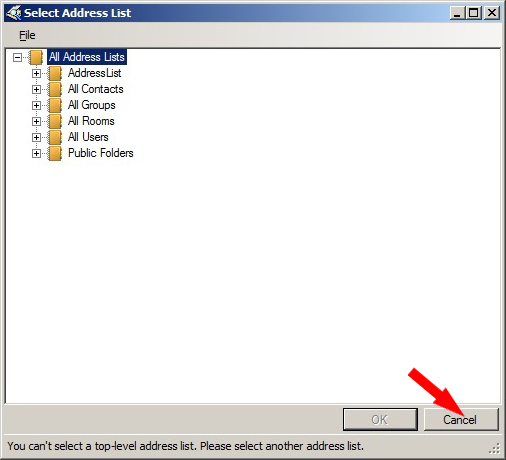 Select Address List
File
All Address Lists
AddressList
All Contacts
All Groups
All Rooms
All Users
Public Folders
OK
Cancel
You can't select a top-level address list. Please select another address list.